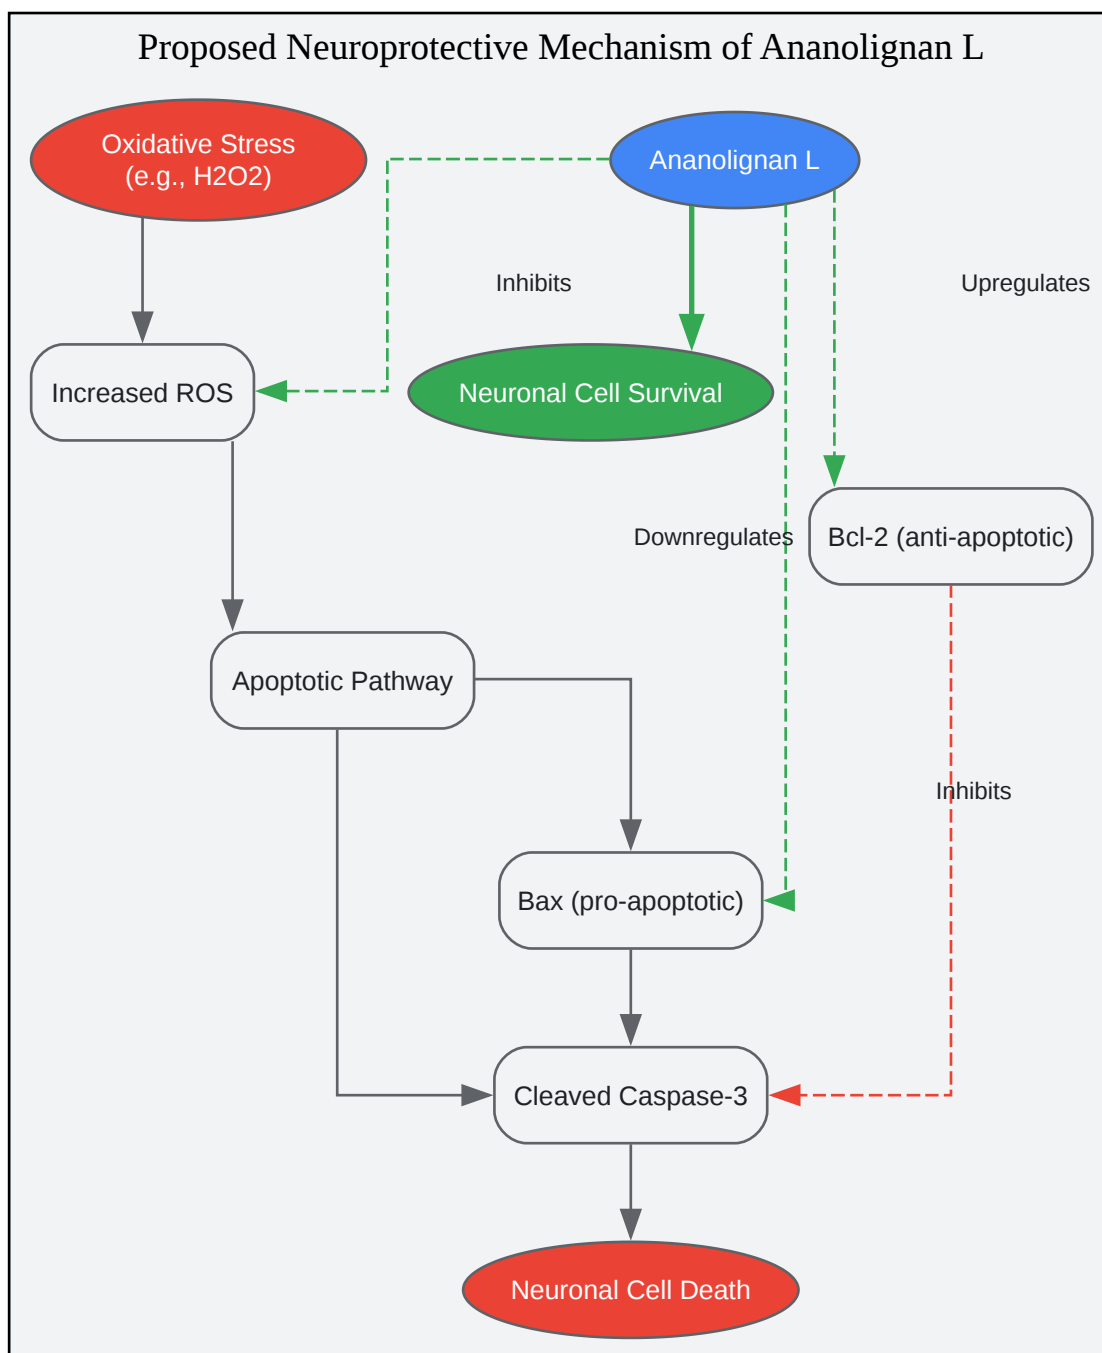 Proposed Neuroprotective Mechanism of Ananolignan L
Oxidative Stress
(e.g., H2O2)
Ananolignan L
Inhibits
Upregulates
Increased ROS
Neuronal Cell Survival
Downregulates
Bcl-2 (anti-apoptotic)
Apoptotic Pathway
Inhibits
Bax (pro-apoptotic)
Cleaved Caspase-3
Neuronal Cell Death